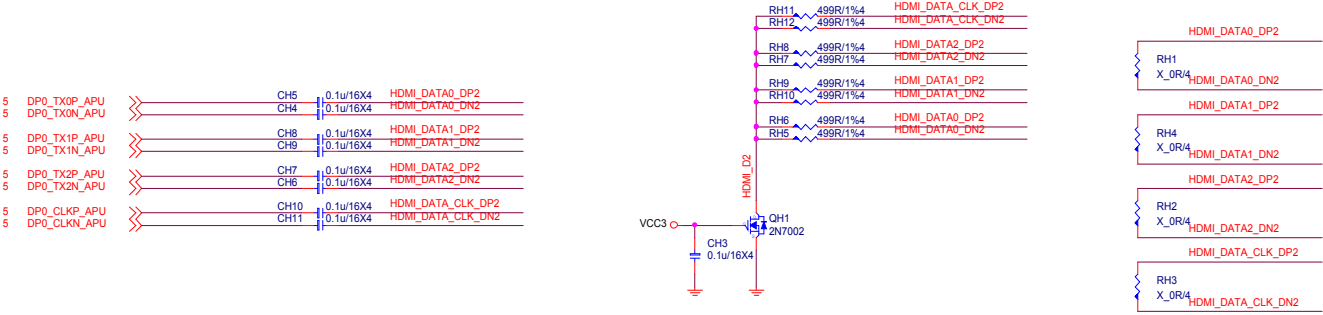 5 DP0_TX0P_APU CH5 0.1u/16X4 HDMI_DATA0_DP2
5 DP0_TX0N_APU CH4 0.1u/16X4 HDMI_DATA0_DN2
5 DP0_TX1P_APU CH8 0.1u/16X4 HDMI_DATA1_DP2
5 DP0_TX1N_APU CH9 0.1u/16X4 HDMI_DATA1_DN2
5 DP0_TX2P_APU CH7 0.1u/16X4 HDMI_DATA2_DP2
5 DP0_TX2N_APU CH6 0.1u/16X4 HDMI_DATA2_DN2
5 DP0_CLKP_APU CH10 0.1u/16X4 HDMI_DATA_CLK_DP2
5 DP0_CLKN_APU CH11 0.1u/16X4 HDMI_DATA_CLK_DN2
RH11 499R/1%4 HDMI_DATA_CLK_DP2
RH12 499R/1%4 HDMI_DATA_CLK_DN2
RH8 499R/1%4 HDMI_DATA2_DP2
RH7 499R/1%4 HDMI_DATA2_DN2
RH9 499R/1%4 HDMI_DATA1_DP2
RH10 499R/1%4 HDMI_DATA1_DN2
RH6 499R/1%4 HDMI_DATA0_DP2
RH5 499R/1%4 HDMI_DATA0_DN2
HDMI_D2
VCC3
QH1
2N7002
CH3
0.1u/16X4
HDMI_DATA0_DP2
RH1
X_0R/4
HDMI_DATA0_DN2
HDMI_DATA1_DP2
RH4
X_0R/4
HDMI_DATA1_DN2
HDMI_DATA2_DP2
RH2
X_0R/4
HDMI_DATA2_DN2
HDMI_DATA_CLK_DP2
RH3
X_0R/4
HDMI_DATA_CLK_DN2